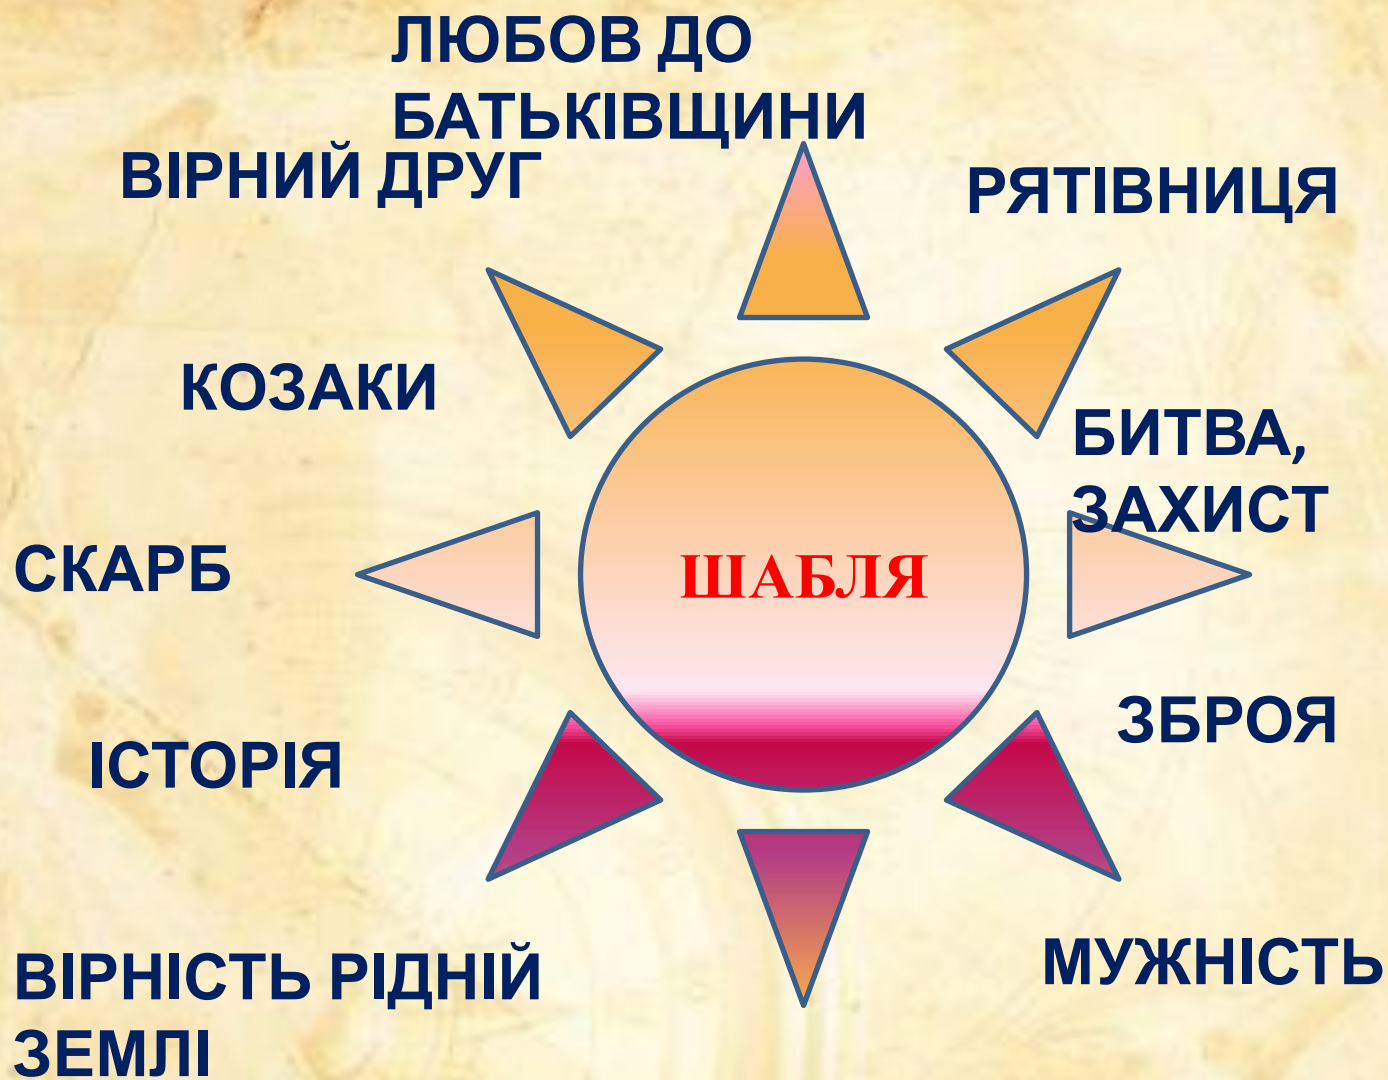 ЛЮБОВ ДО
БАТЬКІВЩИНИ
ВІРНИЙ ДРУГ
РЯТІВНИЦЯ
КОЗАКИ
БИТВА,
ЗАХИСТ
СКАРБ
ШАБЛЯ
ЗБРОЯ
ІСТОРІЯ
МУЖНІСТЬ
ВІРНІСТЬ РІДНІЙ
ЗЕМЛІ